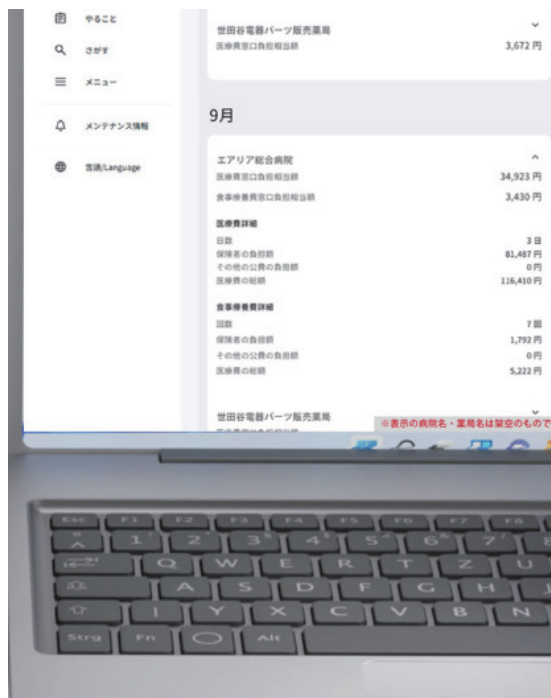 やること
さがす
メニュー
メンテナンス情報
言語/Language
世田谷電器パーツ販売薬局
医療費窓口負担相当額 3,672 円
9月
エアリア総合病院
医療費窓口負担相当額 34,923 円
食事療養費窓口負担相当額 3,430 円
医療費詳細
日数 3 日
保険者の負担額 81,487 円
その他の公費の負担額 0 円
医療費の総額 116,410 円
食事療養費詳細
回数 7 回
保険者の負担額 1,792 円
その他の公費の負担額 0 円
医療費の総額 5,222 円
世田谷電器パーツ販売薬局
※表示の病院名・薬局名は架空のもので
Esc F1 F2 F3 F4 F5 F6 F7 F8
1 2 3 4 5 6 7 8
Q W E R T Z U
A S D F G H J
Y X C V B N
Strg Fn Alt